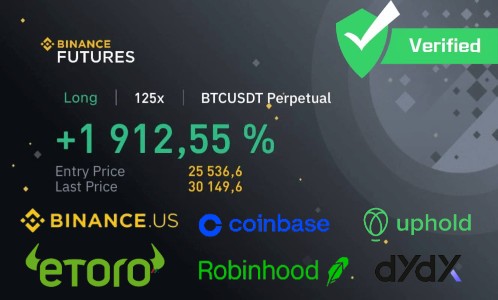 BINANCE
FUTURES
Verified
Long | 125x | BTCUSDT Perpetual
+1 912,55 %
Entry Price 25 536,6
Last Price 30 149,6
BINANCE.US coinbase uphold
eToro Robinhood dYdX